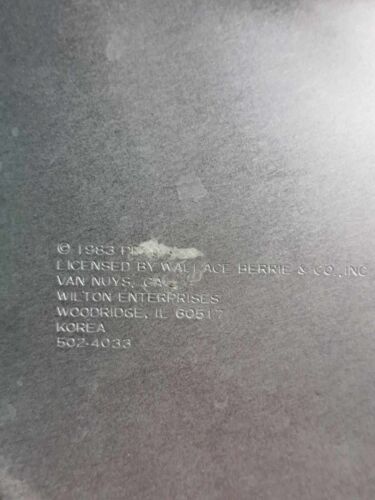 © 1983
LICENSED BY WALLACE BERRIE & CO., INC
VAN NUYS, CA
WILTON ENTERPRISES
WOODRIDGE, IL 60517
KOREA
502-4033